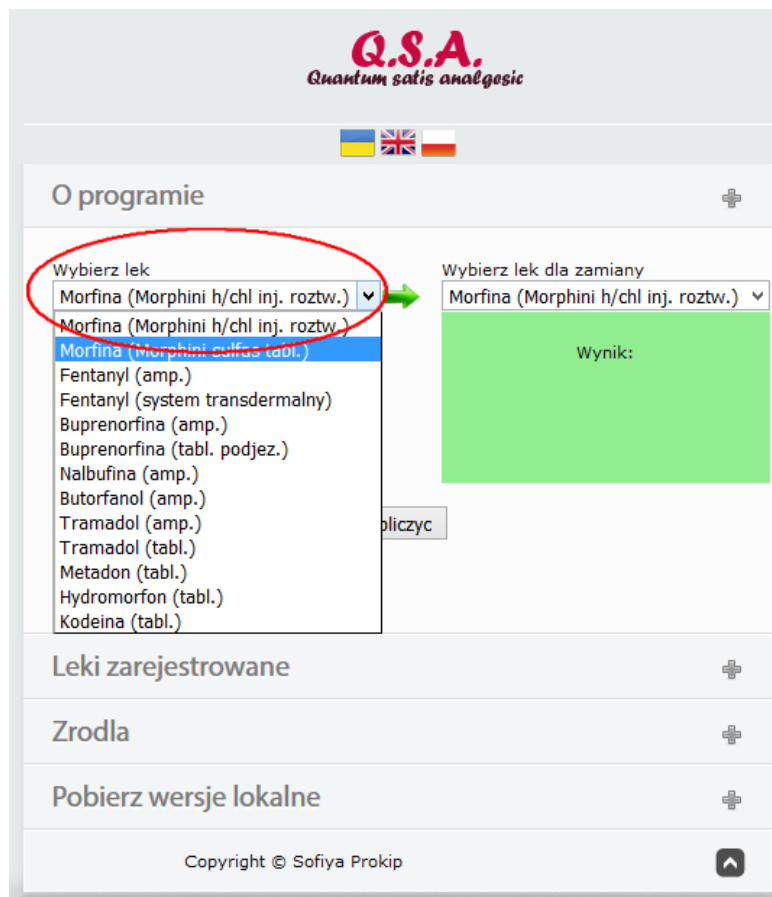 Q.S.A.
Quantum satis analgesic
O programie
Wybierz lek
Morfina (Morphini h/chl inj. roztw.)
Wybierz lek dla zamiany
Morfina (Morphini h/chl inj. roztw.)
Morfina (Morphini h/chl inj. roztw.)
Morfina (Morphini sulfas tabl.)
Fentanyl (amp.)
Fentanyl (system transdermalny)
Buprenorfina (amp.)
Buprenorfina (tabl. podjez.)
Nalbufina (amp.)
Butorfanol (amp.)
Tramadol (amp.)
Tramadol (tabl.)
Metadon (tabl.)
Hydromorfon (tabl.)
Kodeina (tabl.)
Wynik:
bliczyc
Leki zarejestrowane
Zrodla
Pobierz wersje lokalne
Copyright © Sofiya Prokip